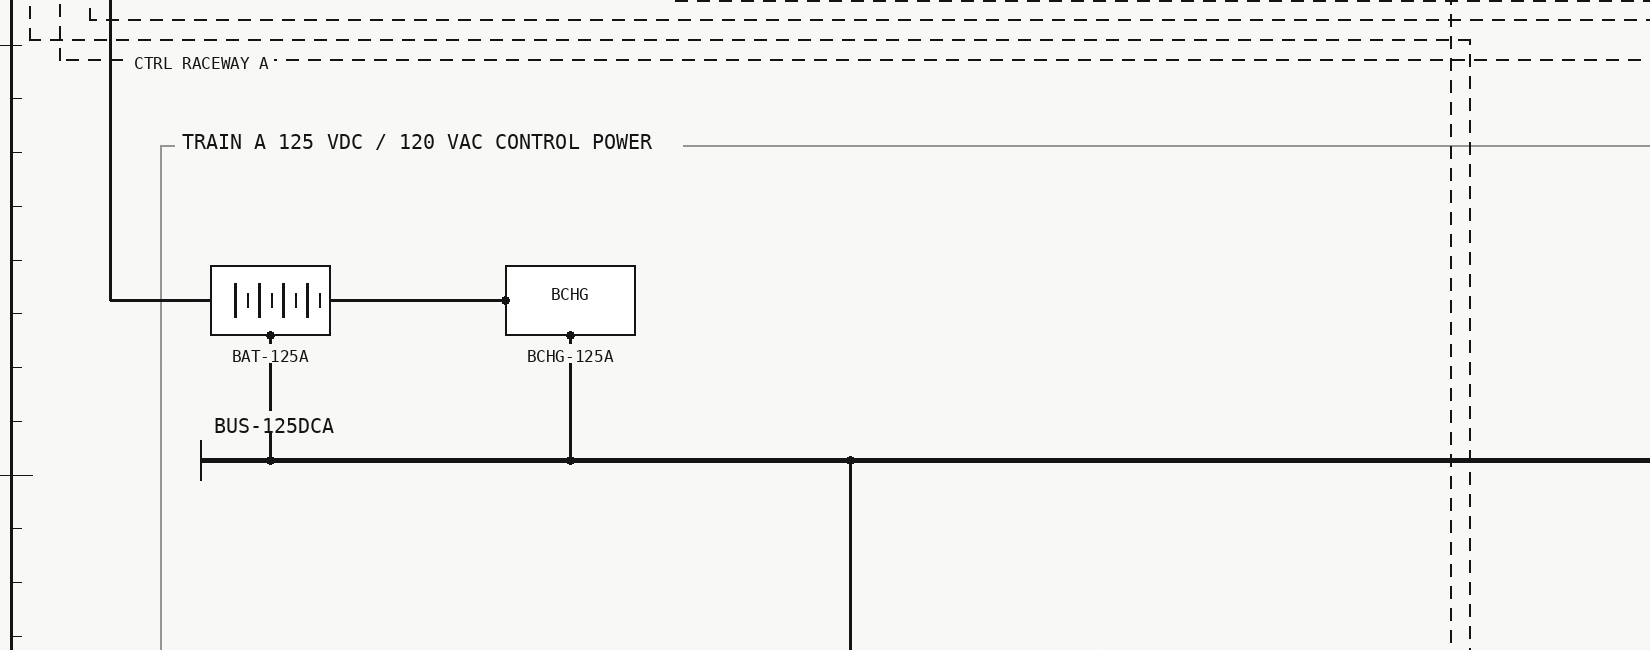 CTRL RACEWAY A
TRAIN A 125 VDC / 120 VAC CONTROL POWER
BCHG
BAT-125A
BCHG-125A
BUS-125DCA